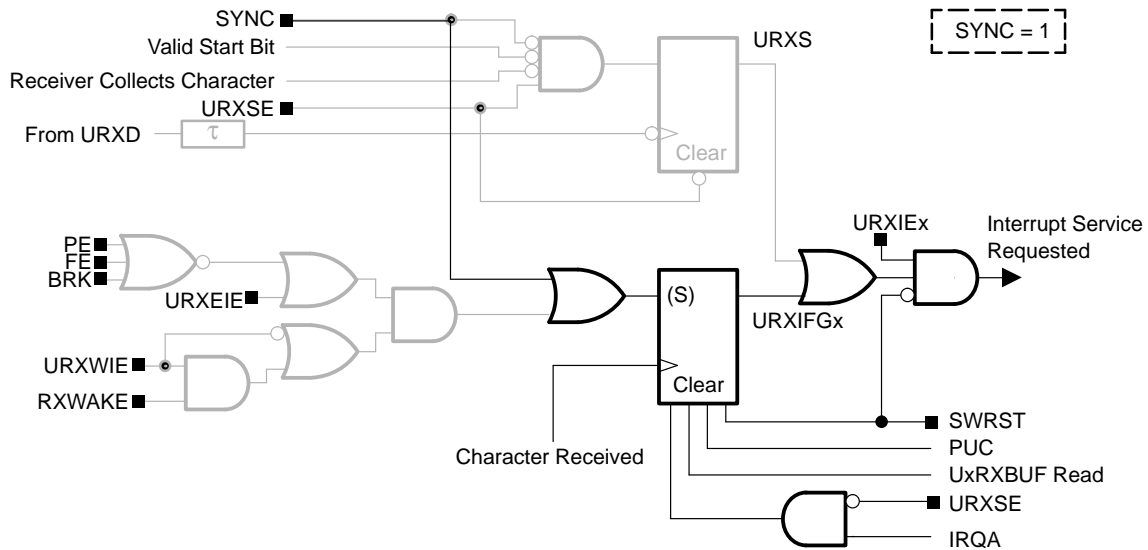 SYNC
SYNC = 1
Valid Start Bit
URXS
Receiver Collects Character
URXSE
From URXD
τ
Clear
PE
FE
BRK
URXEIE
URXWIE
RXWAKE
URXIEx
Interrupt Service
Requested
(S)
URXIFGx
Clear
Character Received
SWRST
PUC
UxRXBUF Read
URXSE
IRQA